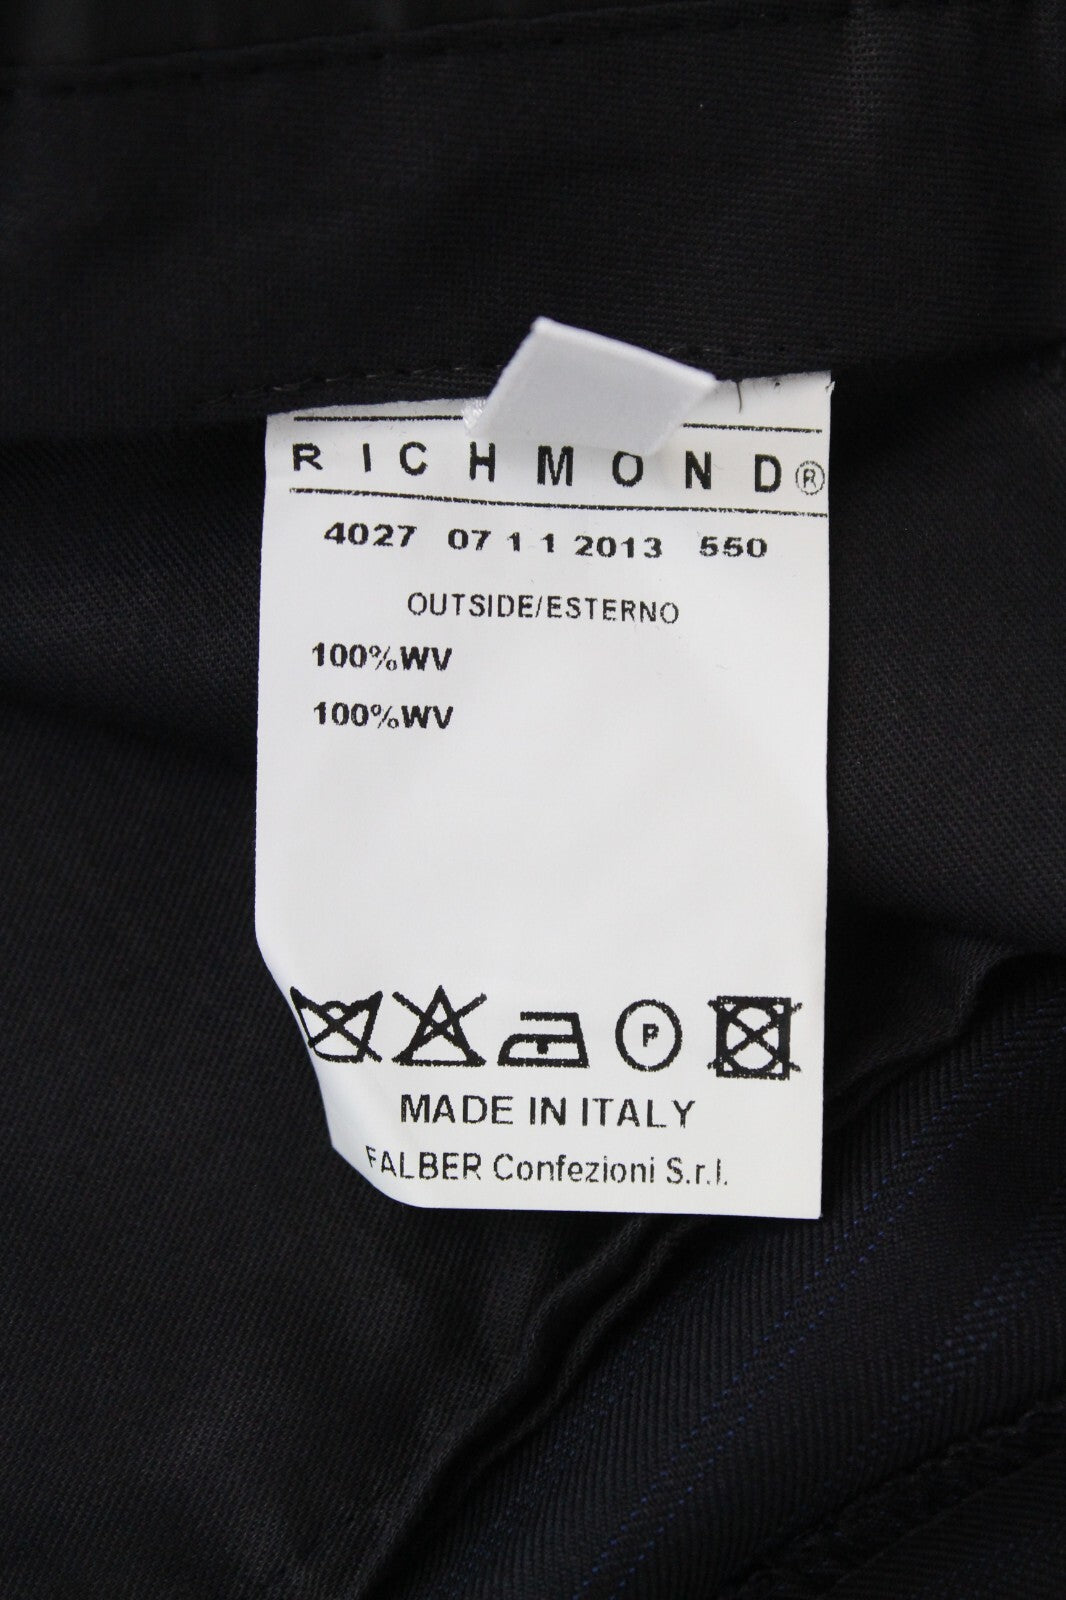 RICHMOND®
4027 07 1 1 2013 550
OUTSIDE/ESTERNO
100%WV
100%WV
P
MADE IN ITALY
FALBER Confezioni S.r.l.